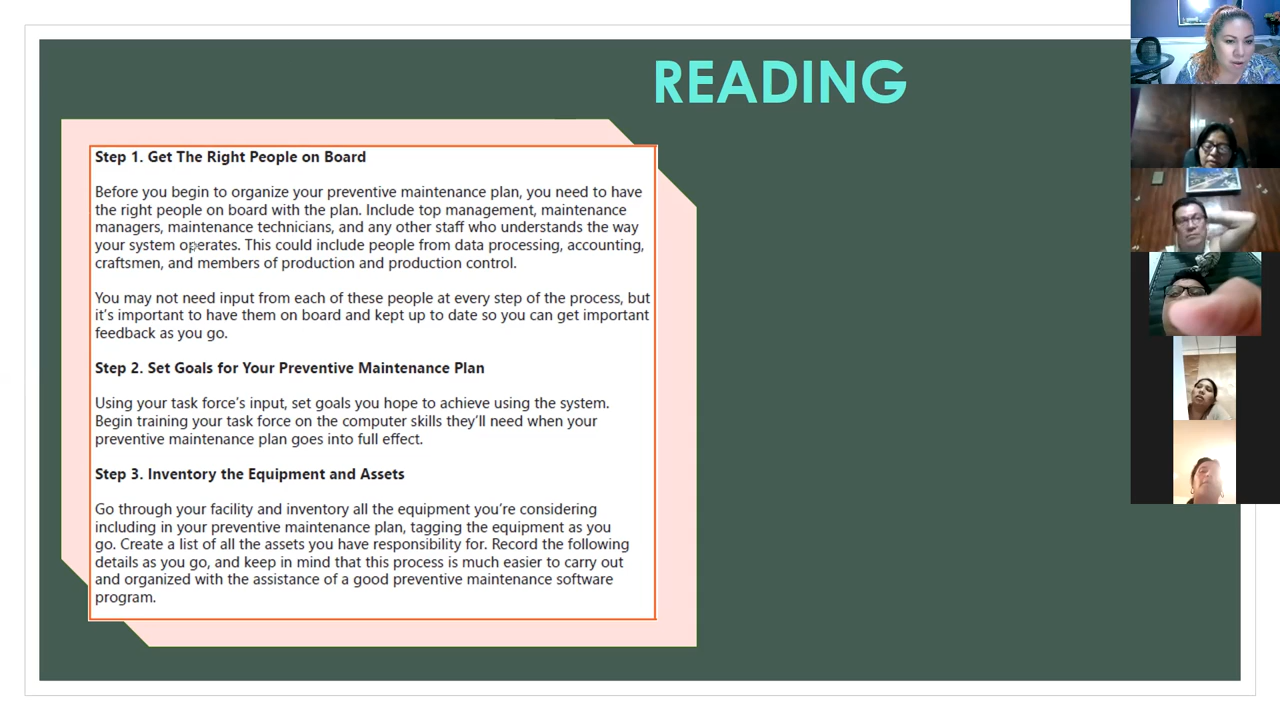 READING
Step 1. Get The Right People on Board
Before you begin to organize your preventive maintenance plan, you need to have
the right people on board with the plan. Include top management, maintenance
managers, maintenance technicians, and any other staff who understands the way
your system operates. This could include people from data processing, accounting,
craftsmen, and members of production and production control.
You may not need input from each of these people at every step of the process, but
it's important to have them on board and kept up to date so you can get important
feedback as you go.
Step 2. Set Goals for Your Preventive Maintenance Plan
Using your task force's input, set goals you hope to achieve using the system.
Begin training your task force on the computer skills they'll need when your
preventive maintenance plan goes into full effect.
Step 3. Inventory the Equipment and Assets
Go through your facility and inventory all the equipment you're considering
including in your preventive maintenance plan, tagging the equipment as you
go. Create a list of all the assets you have responsibility for. Record the following
details as you go, and keep in mind that this process is much easier to carry out
and organized with the assistance of a good preventive maintenance software
program.